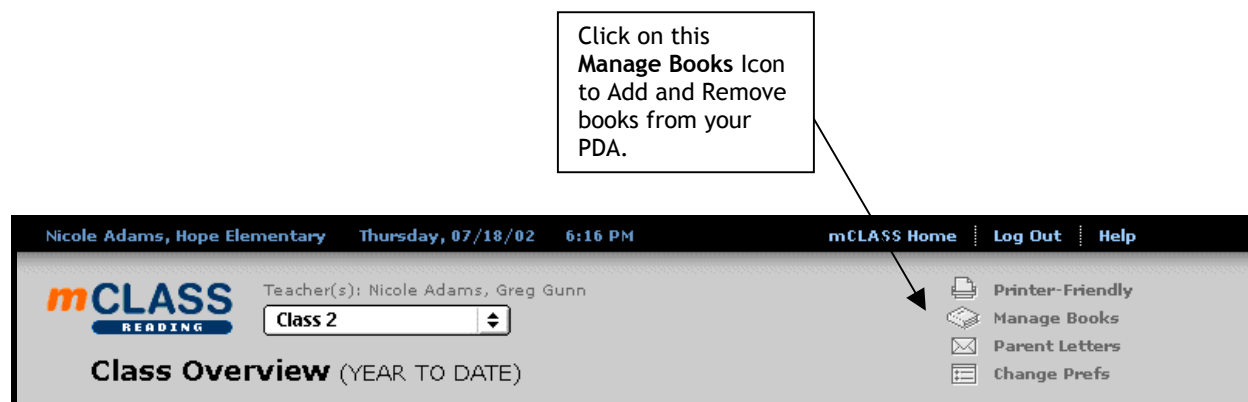 Click on this
Manage Books Icon
to Add and Remove
books from your
PDA.
Nicole Adams, Hope Elementary Thursday, 07/18/02 6:16 PM mCLASS Home Log Out Help
mCLASS
READING
Teacher(s): Nicole Adams, Greg Gunn
Class 2
Class Overview (YEAR TO DATE)
Printer-Friendly
Manage Books
Parent Letters
Change Prefs